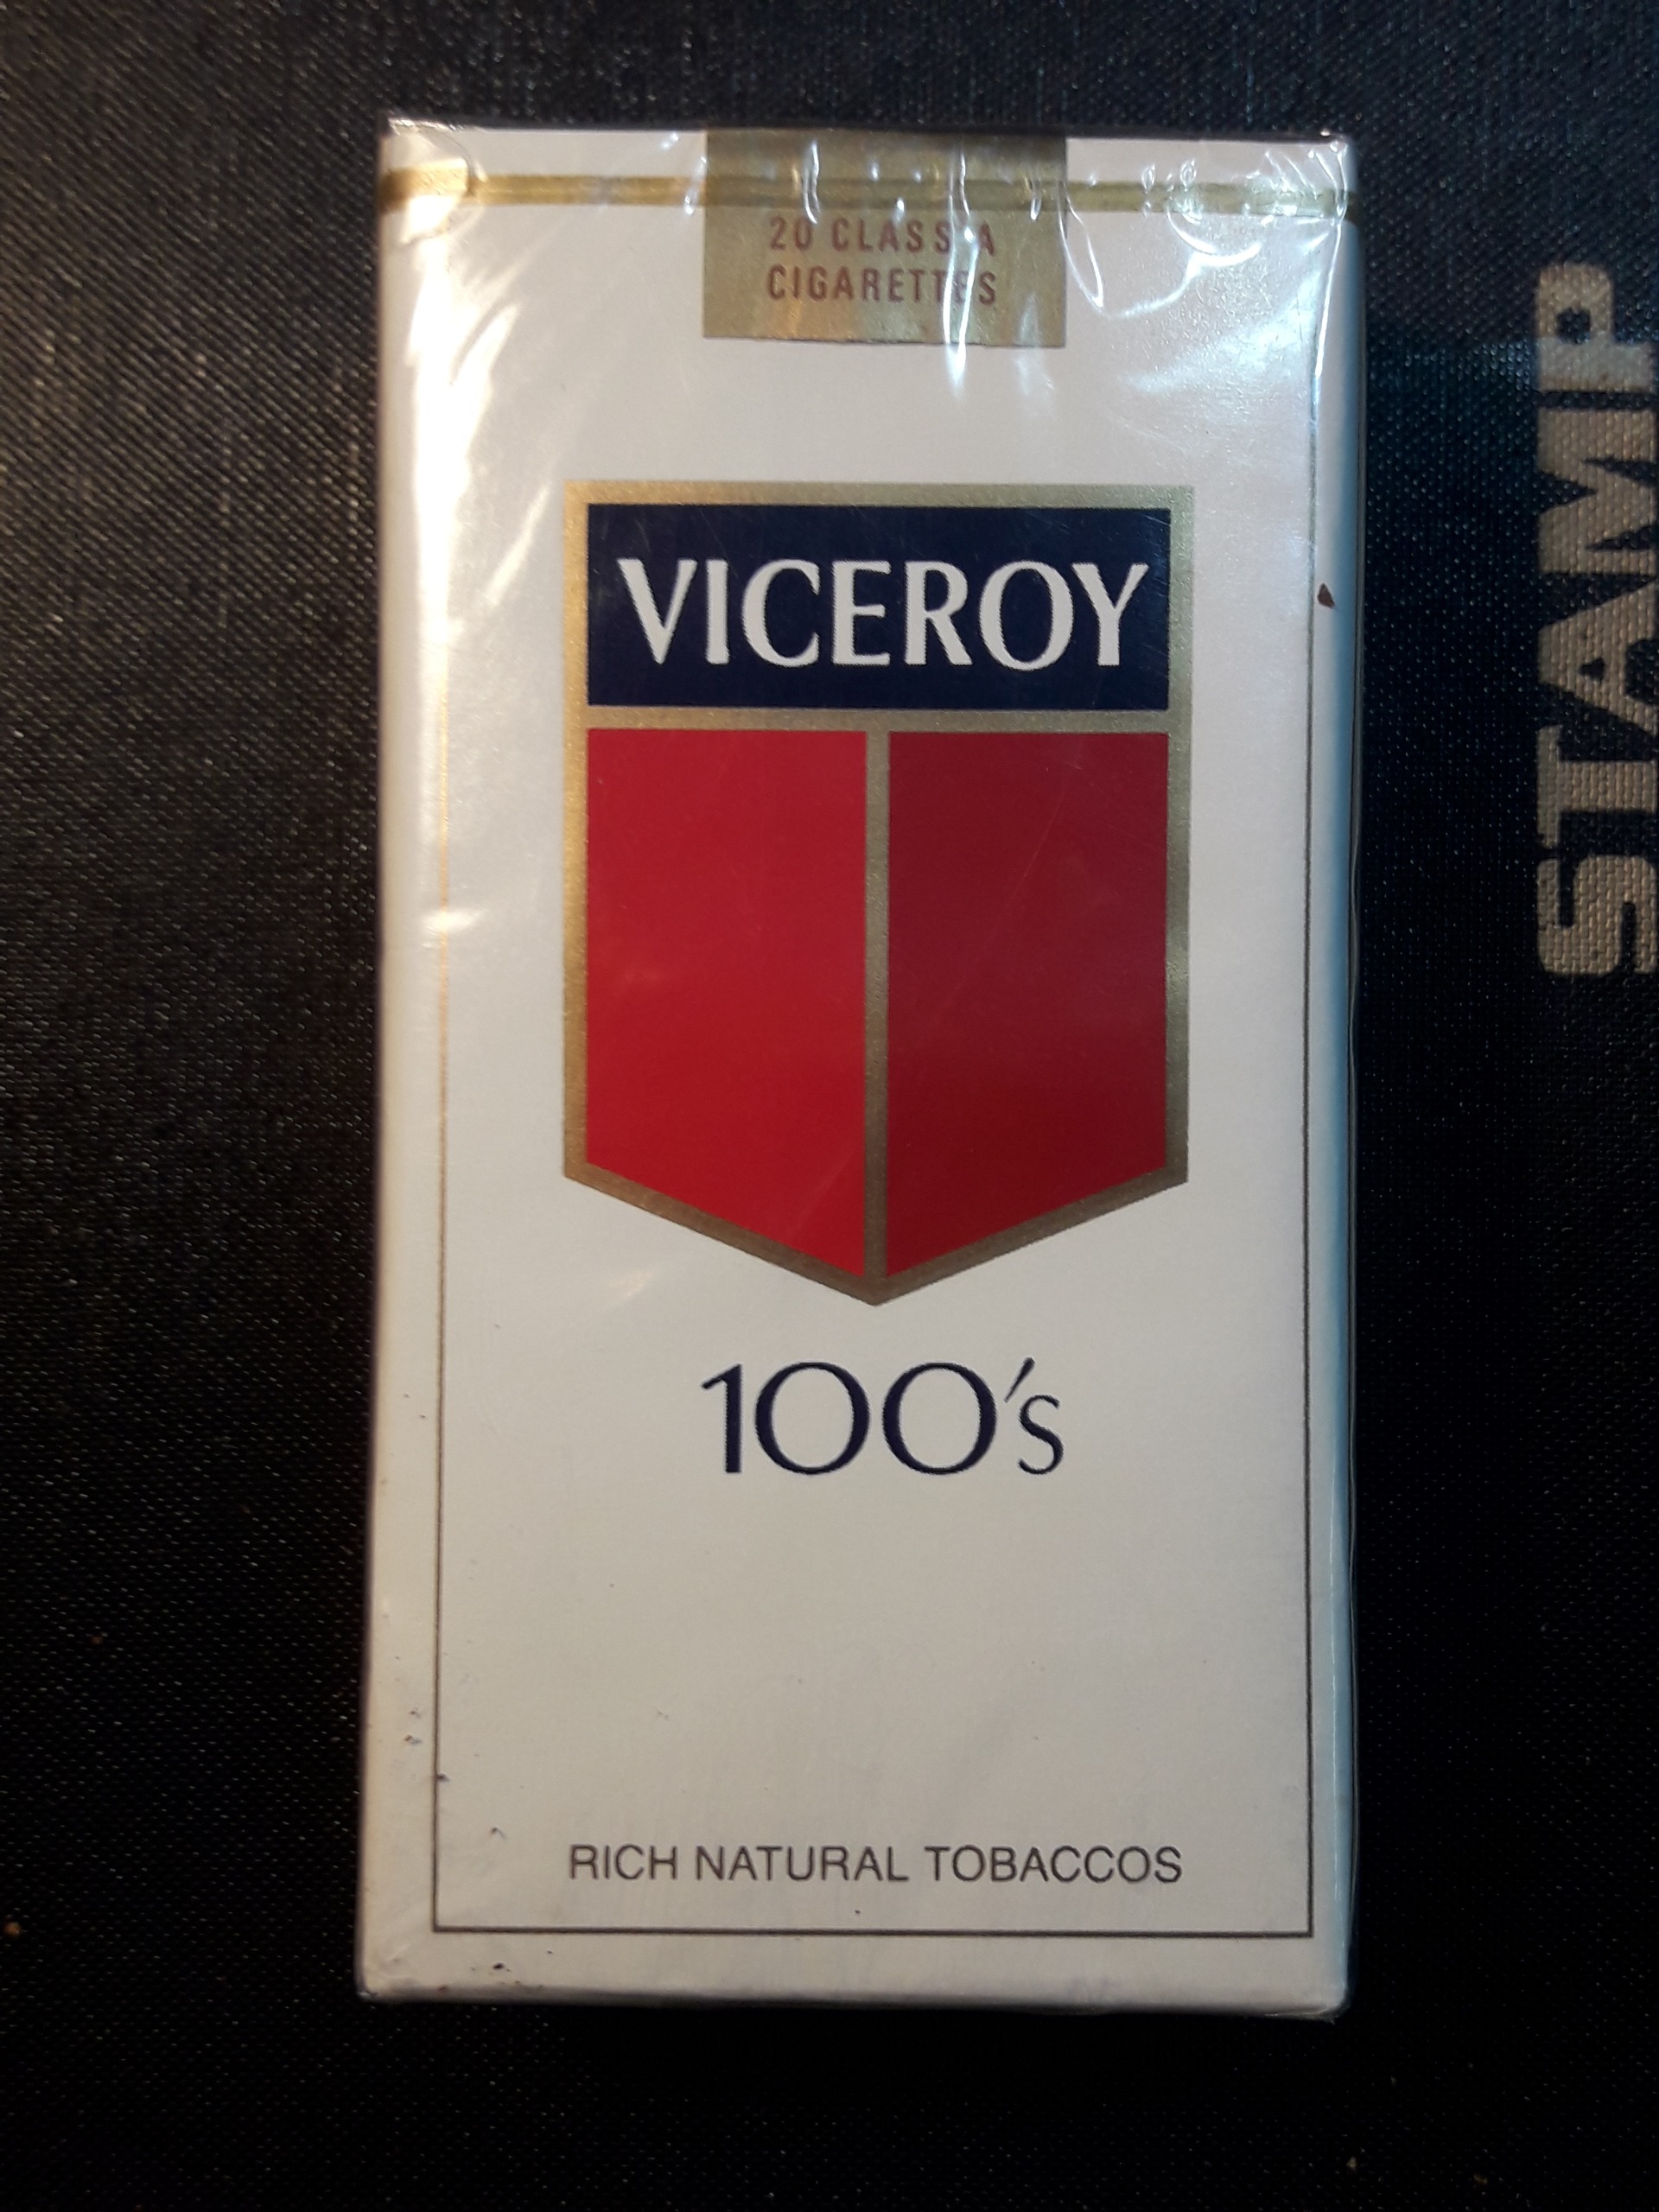 20 CLASS A
CIGARETTES
VICEROY
100's
RICH NATURAL TOBACCOS
STAMP